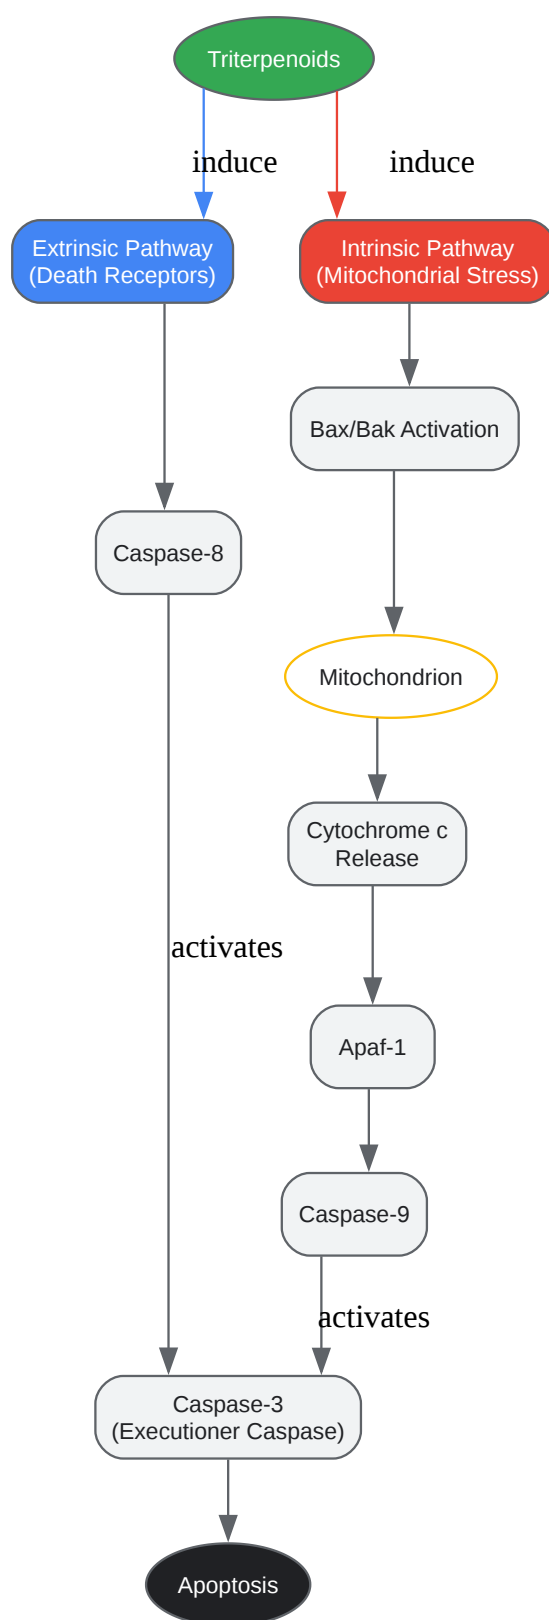 Triterpenoids
induce
induce
Extrinsic Pathway
(Death Receptors)
Intrinsic Pathway
(Mitochondrial Stress)
Bax/Bak Activation
Caspase-8
Mitochondrion
Cytochrome c
Release
activates
Apaf-1
Caspase-9
activates
Caspase-3
(Executioner Caspase)
Apoptosis